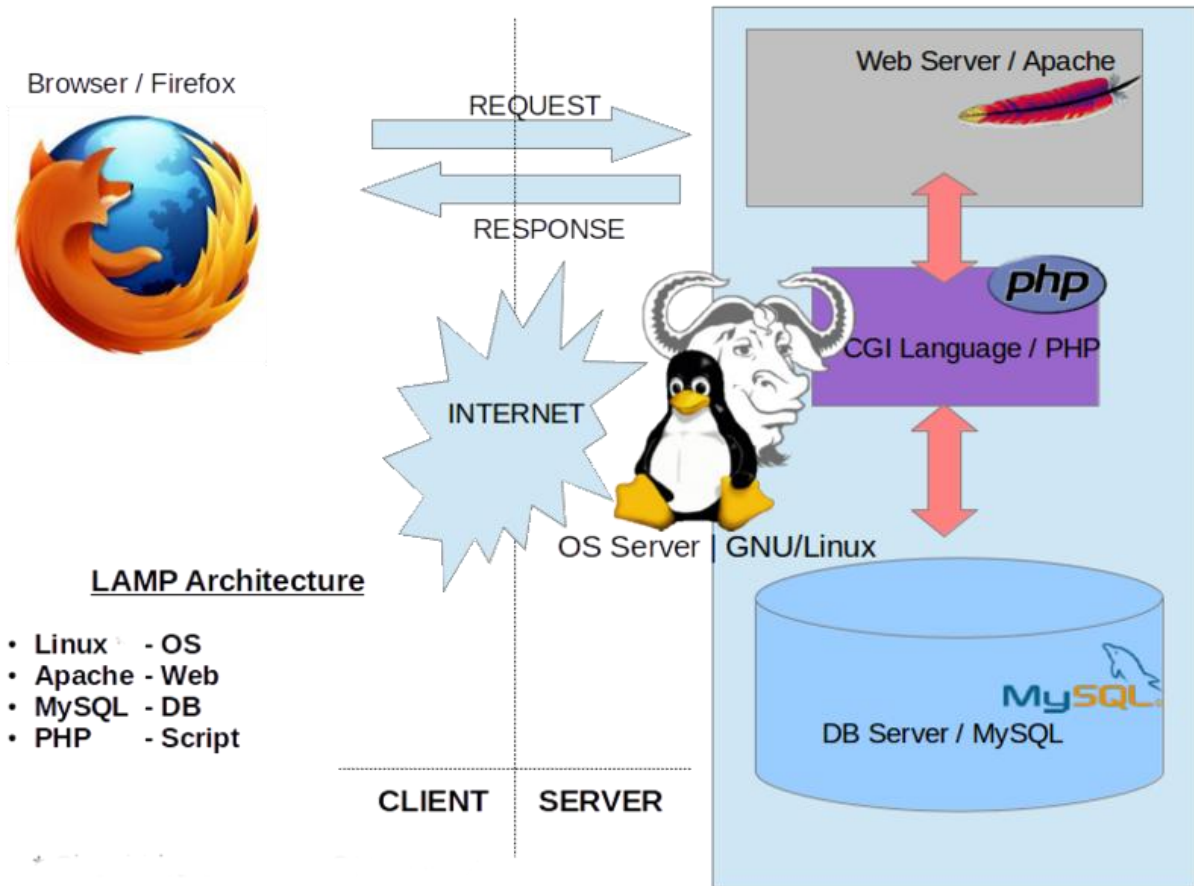 Browser / Firefox
REQUEST
RESPONSE
INTERNET
Web Server / Apache
php
CGI Language / PHP
OS Server | GNU/Linux
MySQL
DB Server / MySQL
LAMP Architecture
• Linux - OS
• Apache - Web
• MySQL - DB
• PHP - Script
CLIENT SERVER